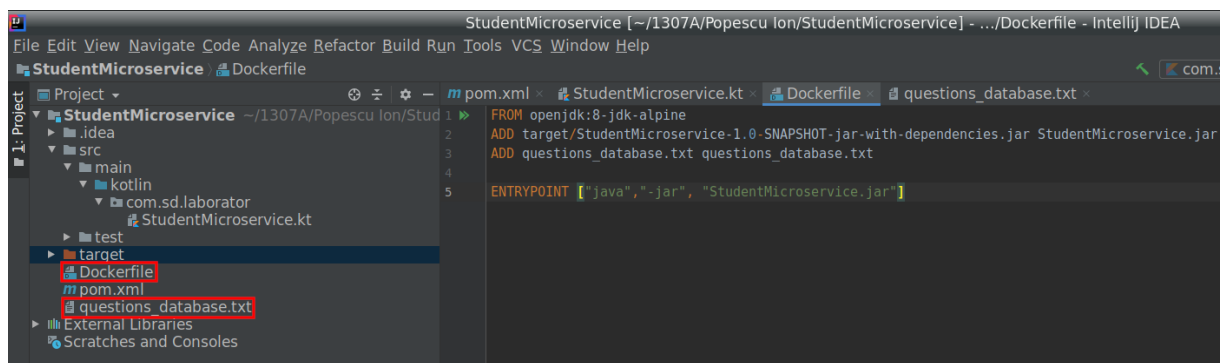 StudentMicroservice [~/1307A/Popescu Ion/StudentMicroservice] - .../Dockerfile - IntelliJ IDEA
File Edit View Navigate Code Analyze Refactor Build Run Tools VCS Window Help
StudentMicroservice Dockerfile com.s
1: Project
Project
StudentMicroservice ~/1307A/Popescu Ion/Stud
.idea
src
main
kotlin
com.sd.laborator
StudentMicroservice.kt
test
target
Dockerfile
pom.xml
questions_database.txt
External Libraries
Scratches and Consoles
pom.xml StudentMicroservice.kt Dockerfile questions_database.txt
1 FROM openjdk:8-jdk-alpine
2 ADD target/StudentMicroservice-1.0-SNAPSHOT-jar-with-dependencies.jar StudentMicroservice.jar
3 ADD questions_database.txt questions_database.txt
4
5 ENTRYPOINT ["java","-jar", "StudentMicroservice.jar"]